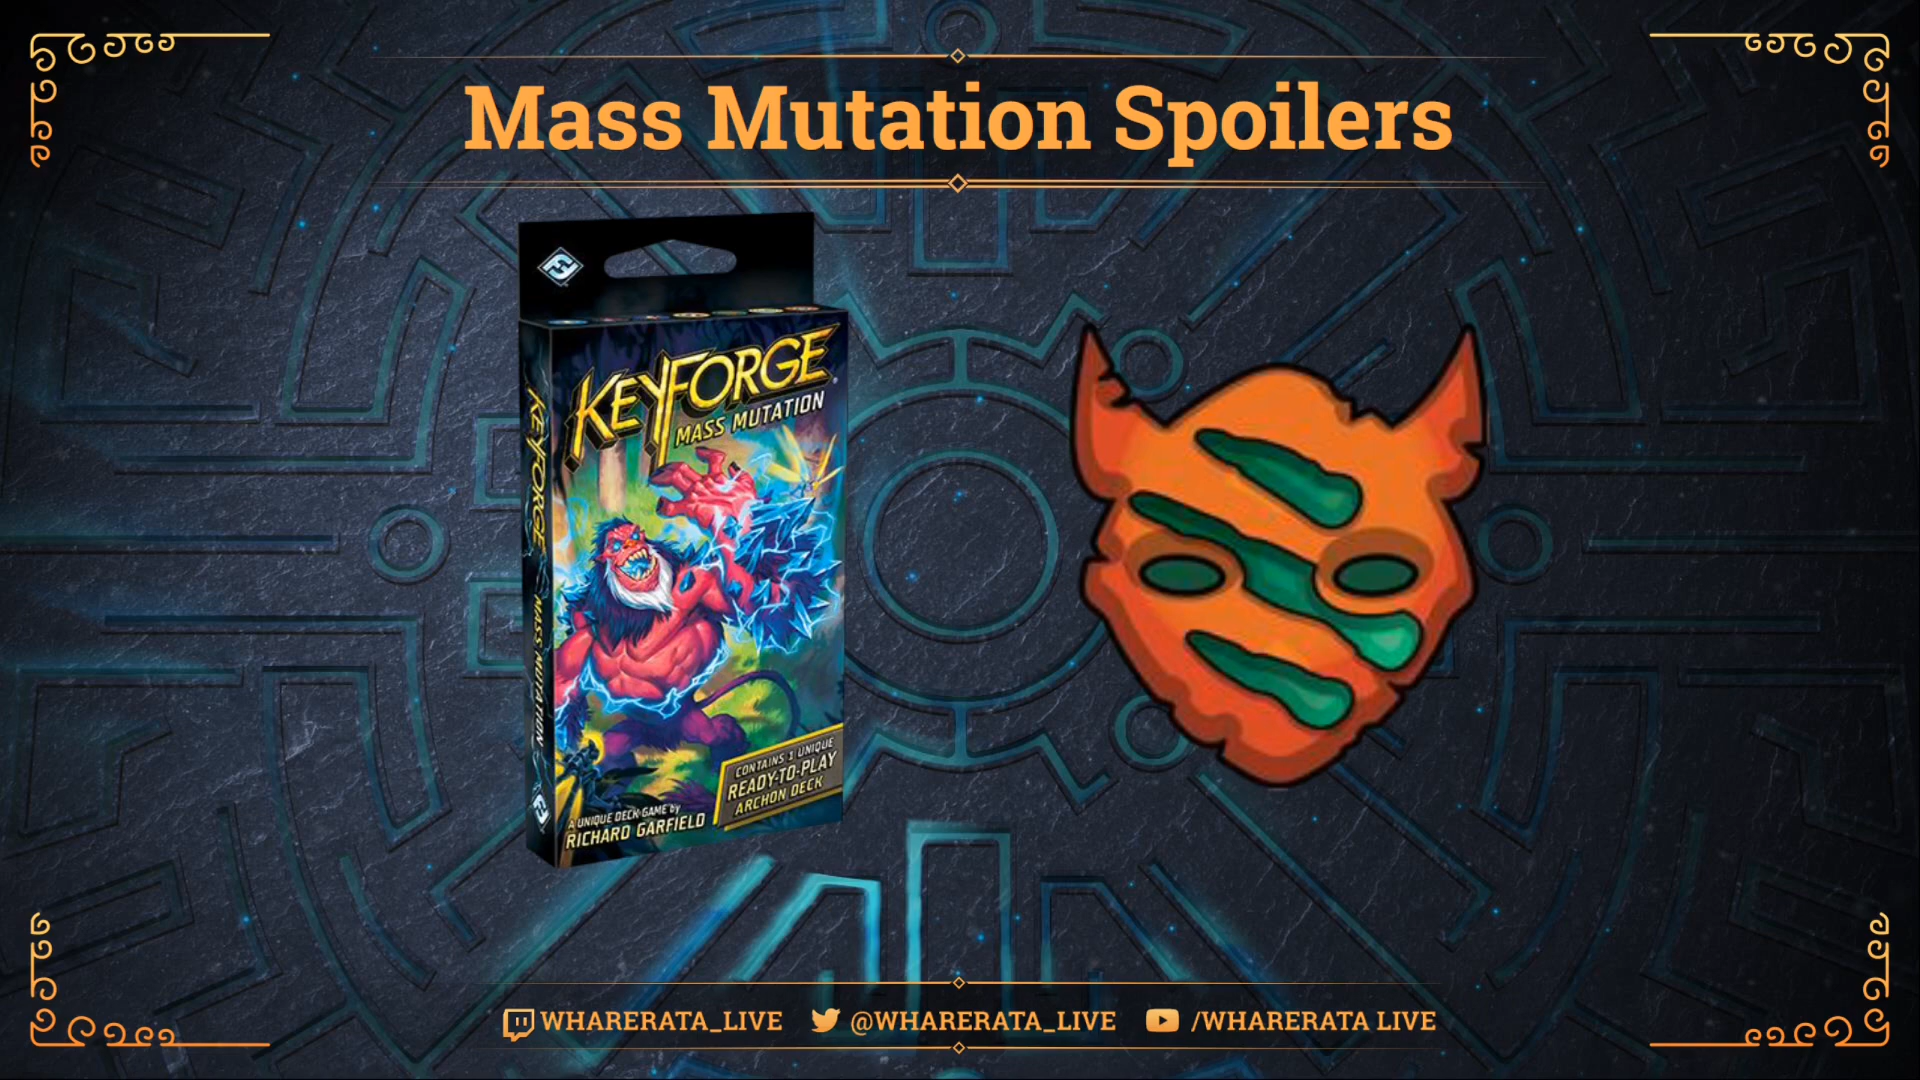 Mass Mutation Spoilers
KEYFORGE
MASS MUTATION
KEYFORGE MASS MUTATION
CONTAINS 1 UNIQUE
READY-TO-PLAY
ARCHON DECK
A UNIQUE DECK GAME by
RICHARD GARFIELD
WHARERATA_LIVE @WHARERATA_LIVE /WHARERATA LIVE